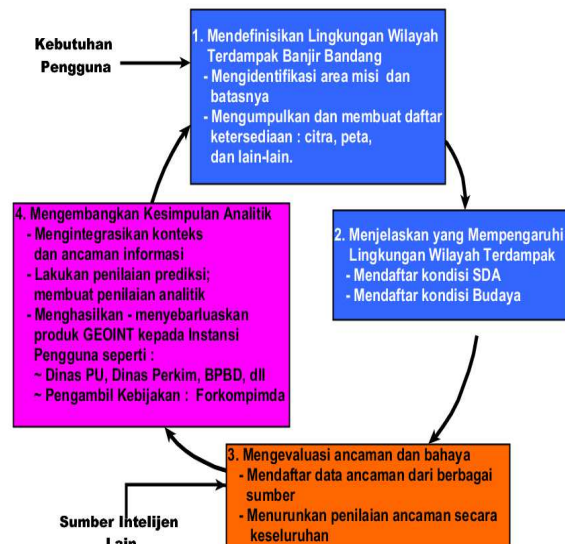 Kebutuhan
Pengguna
1. Mendefinisikan Lingkungan Wilayah
Terdampak Banjir Bandang
- Mengidentifikasi area misi dan
batasnya
- Mengumpulkan dan membuat daftar
ketersediaan : citra, peta,
dan lain-lain.
2. Menjelaskan yang Mempengaruhi
Lingkungan Wilayah Terdampak
- Mendaftar kondisi SDA
- Mendaftar kondisi Budaya
3. Mengevaluasi ancaman dan bahaya
- Mendaftar data ancaman dari berbagai
sumber
- Menurunkan penilaian ancaman secara
keseluruhan
Sumber Intelijen
Lain
4. Mengembangkan Kesimpulan Analitik
- Mengintegrasikan konteks
dan ancaman informasi
- Lakukan penilaian prediksi;
membuat penilaian analitik
- Menghasilkan - menyebarluaskan
produk GEOINT kepada Instansi
Pengguna seperti :
~ Dinas PU, Dinas Perkim, BPBD, dll
~ Pengambil Kebijakan : Forkompimda